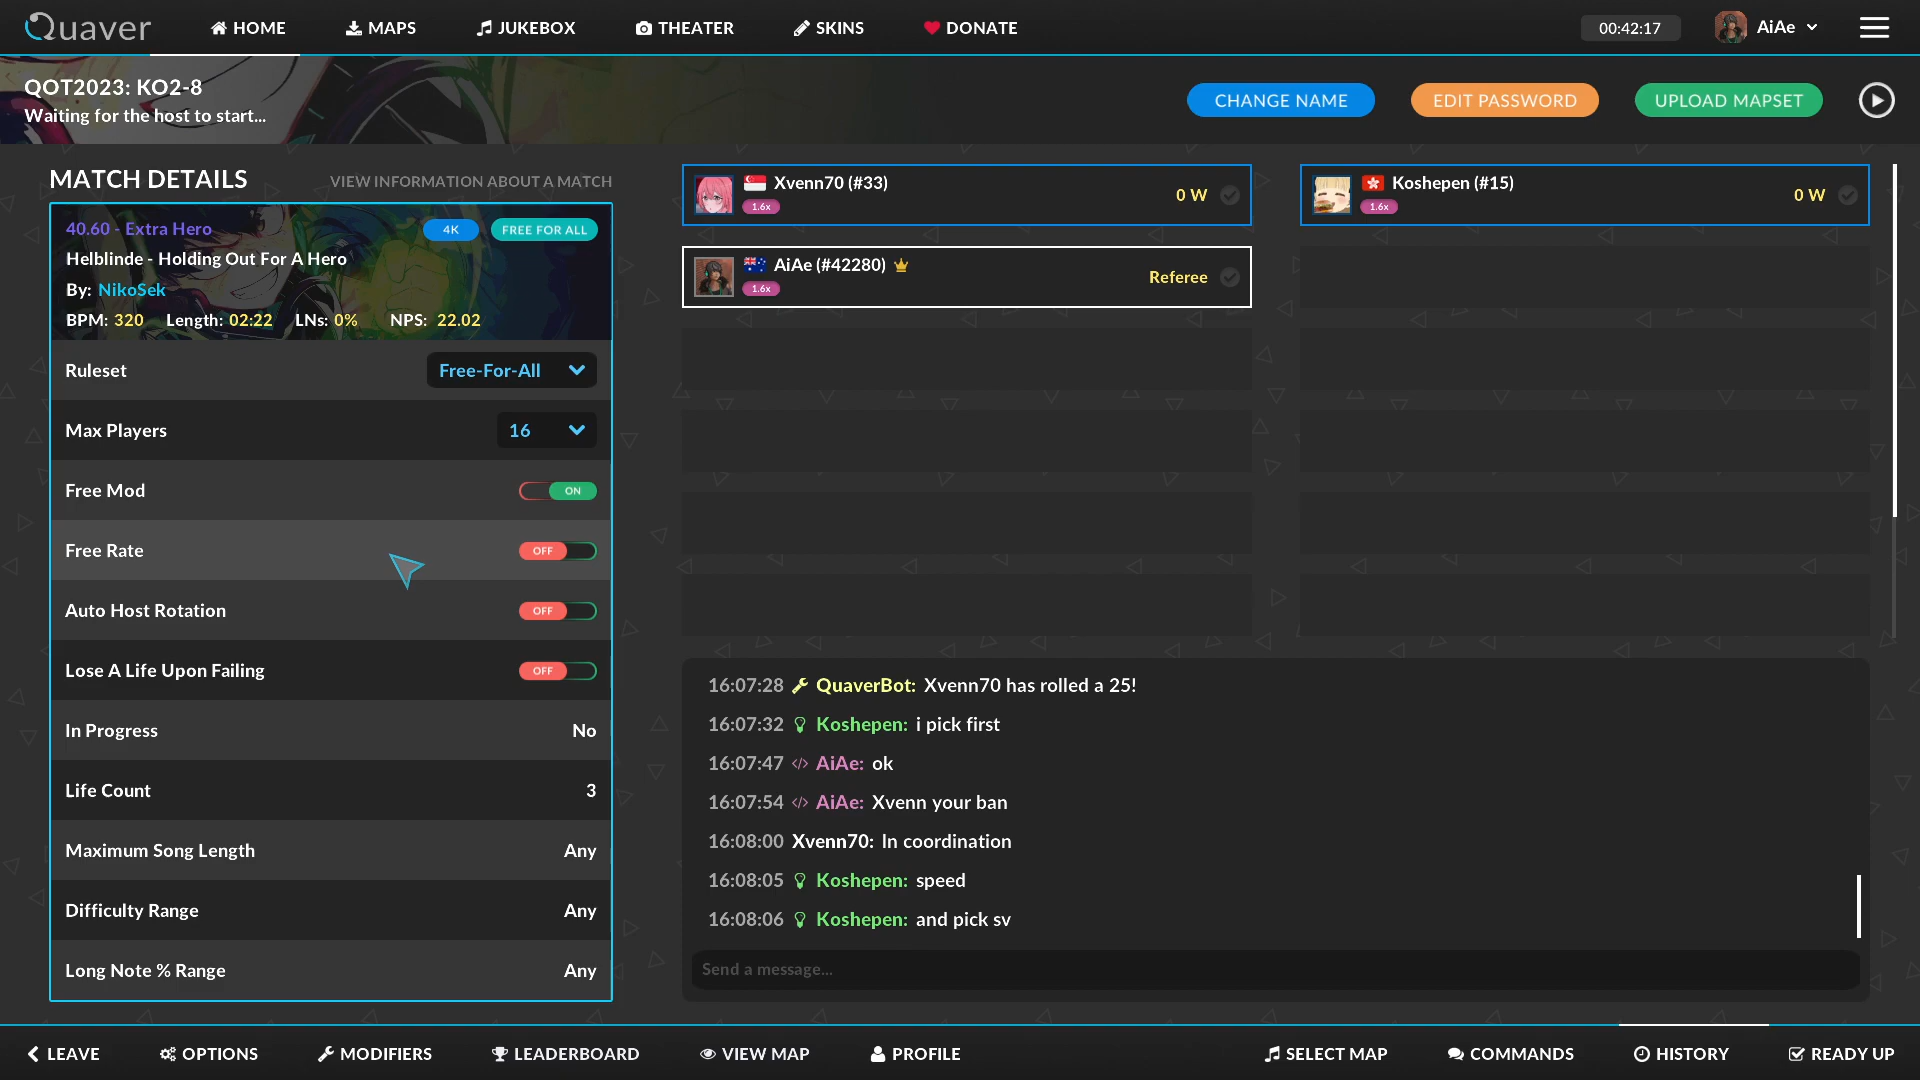 Quaver HOME MAPS JUKEBOX THEATER SKINS DONATE 00:42:17 AiAe
QOT2023: KO2-8
Waiting for the host to start...
CHANGE NAME EDIT PASSWORD UPLOAD MAPSET
MATCH DETAILS VIEW INFORMATION ABOUT A MATCH
40.60 - Extra Hero 4K FREE FOR ALL
Helblinde - Holding Out For A Hero
By: NikoSek
BPM: 320 Length: 02:22 LNs: 0% NPS: 22.02
Ruleset Free-For-All
Max Players 16
Free Mod ON
Free Rate OFF
Auto Host Rotation OFF
Lose A Life Upon Failing OFF
In Progress No
Life Count 3
Maximum Song Length Any
Difficulty Range Any
Long Note % Range Any
Xvenn70 (#33)
1.6x
0 W
Koshepen (#15)
1.6x
0 W
AiAe (#42280)
1.6x
Referee
16:07:28 QuaverBot: Xvenn70 has rolled a 25!
16:07:32 Koshepen: i pick first
16:07:47 </> AiAe: ok
16:07:54 </> AiAe: Xvenn your ban
16:08:00 Xvenn70: In coordination
16:08:05 Koshepen: speed
16:08:06 Koshepen: and pick sv
Send a message...
LEAVE OPTIONS MODIFIERS LEADERBOARD VIEW MAP PROFILE SELECT MAP COMMANDS HISTORY READY UP